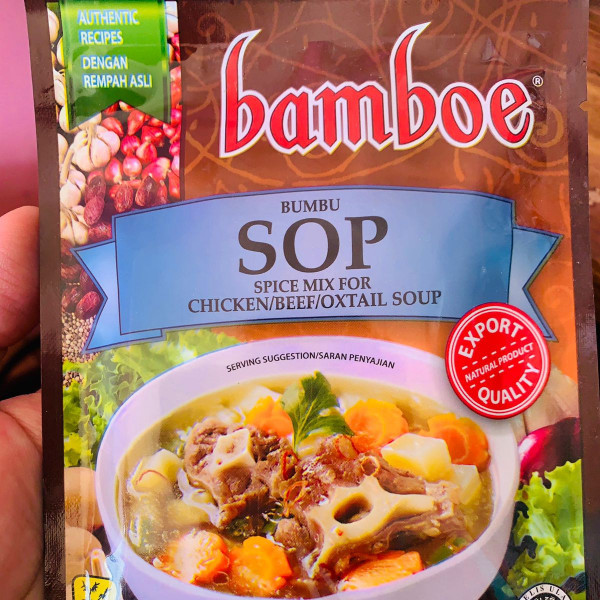 AUTHENTIC
RECIPES
DENGAN
REMPAH ASLI
bamboe®
BUMBU
SOP
SPICE MIX FOR
CHICKEN/BEEF/OXTAIL SOUP
EXPORT
NATURAL PRODUCT
QUALITY
SERVING SUGGESTION/SARAN PENYAJIAN